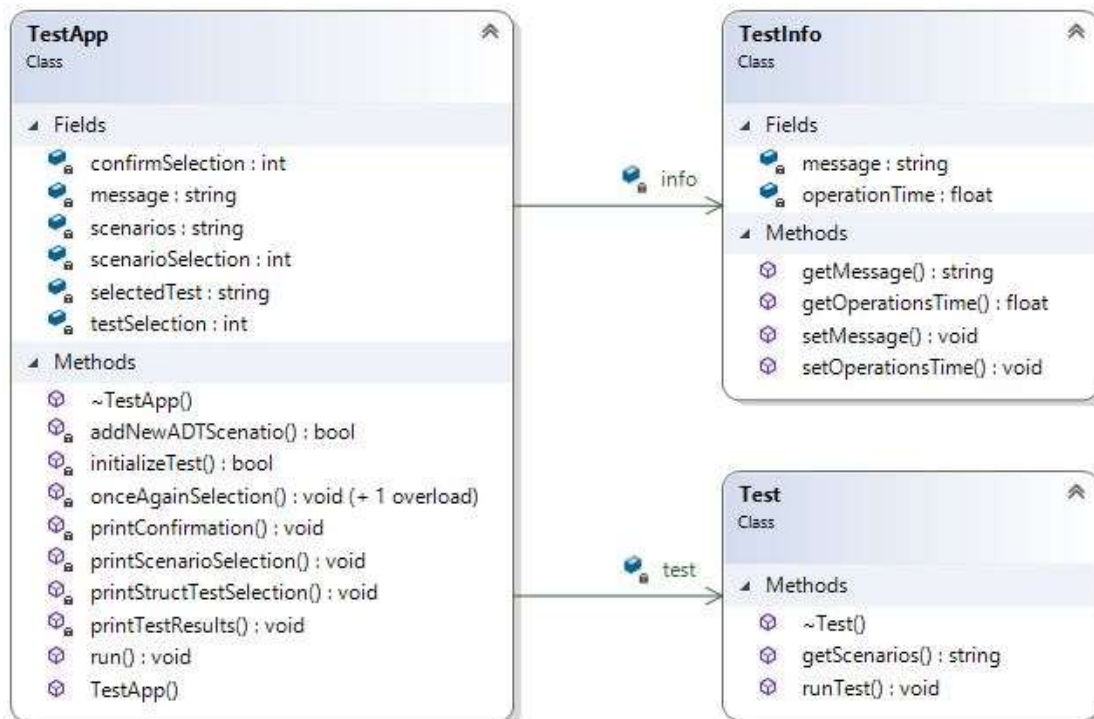 TestApp
Class
Fields
confirmSelection : int
message : string
scenarios : string
scenarioSelection : int
selectedTest : string
testSelection : int
Methods
~TestApp()
addNewADTScenatio() : bool
initializeTest() : bool
onceAgainSelection() : void (+ 1 overload)
printConfirmation() : void
printScenarioSelection() : void
printStructTestSelection() : void
printTestResults() : void
run() : void
TestApp()
info
TestInfo
Class
Fields
message : string
operationTime : float
Methods
getMessage() : string
getOperationsTime() : float
setMessage() : void
setOperationsTime() : void
test
Test
Class
Methods
~Test()
getScenarios() : string
runTest() : void